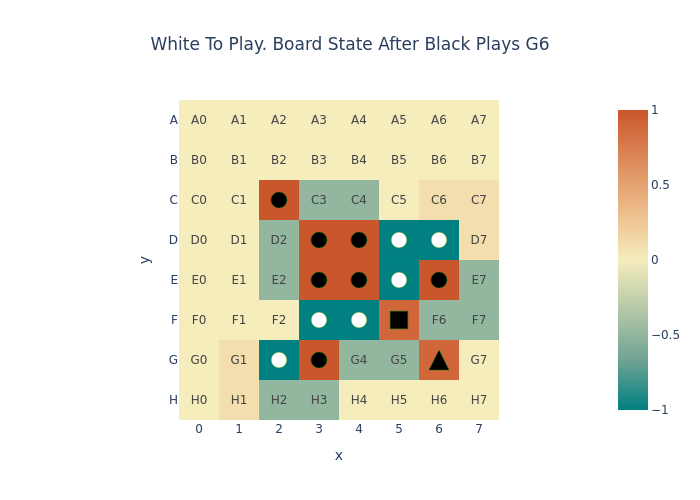 White To Play. Board State After Black Plays G6
A A0 A1 A2 A3 A4 A5 A6 A7 1
B B0 B1 B2 B3 B4 B5 B6 B7
C C0 C1 C3 C4 C5 C6 C7 0.5
D D0 D1 D2 D7
y 0
E E0 E1 E2 E7
F F0 F1 F2 F6 F7 −0.5
G G0 G1 G4 G5 G7
H H0 H1 H2 H3 H4 H5 H6 H7 −1
0 1 2 3 4 5 6 7
x